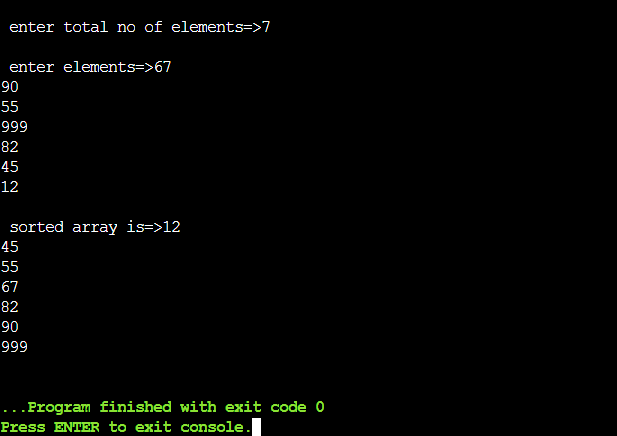 enter total no of elements=>7
enter elements=>67
90
55
999
82
45
12
sorted array is=>12
45
55
67
82
90
999
...Program finished with exit code 0
Press ENTER to exit console.